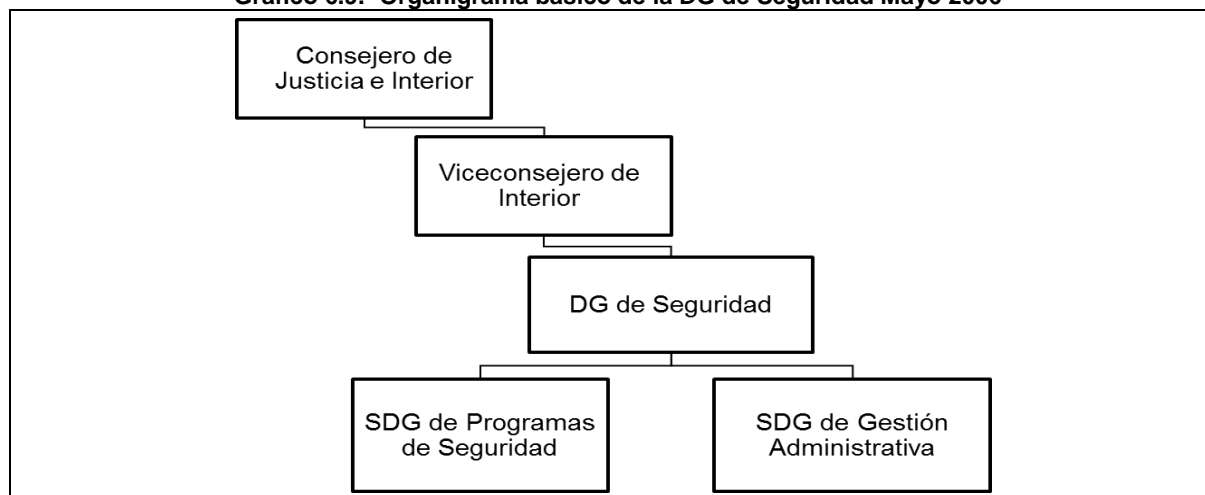 Gráfico Organigrama básico de la DG de Seguridad Mayo
Consejero de
Justicia e Interior
Viceconsejero de
Interior
DG de Seguridad
SDG de Programas
de Seguridad
SDG de Gestión
Administrativa